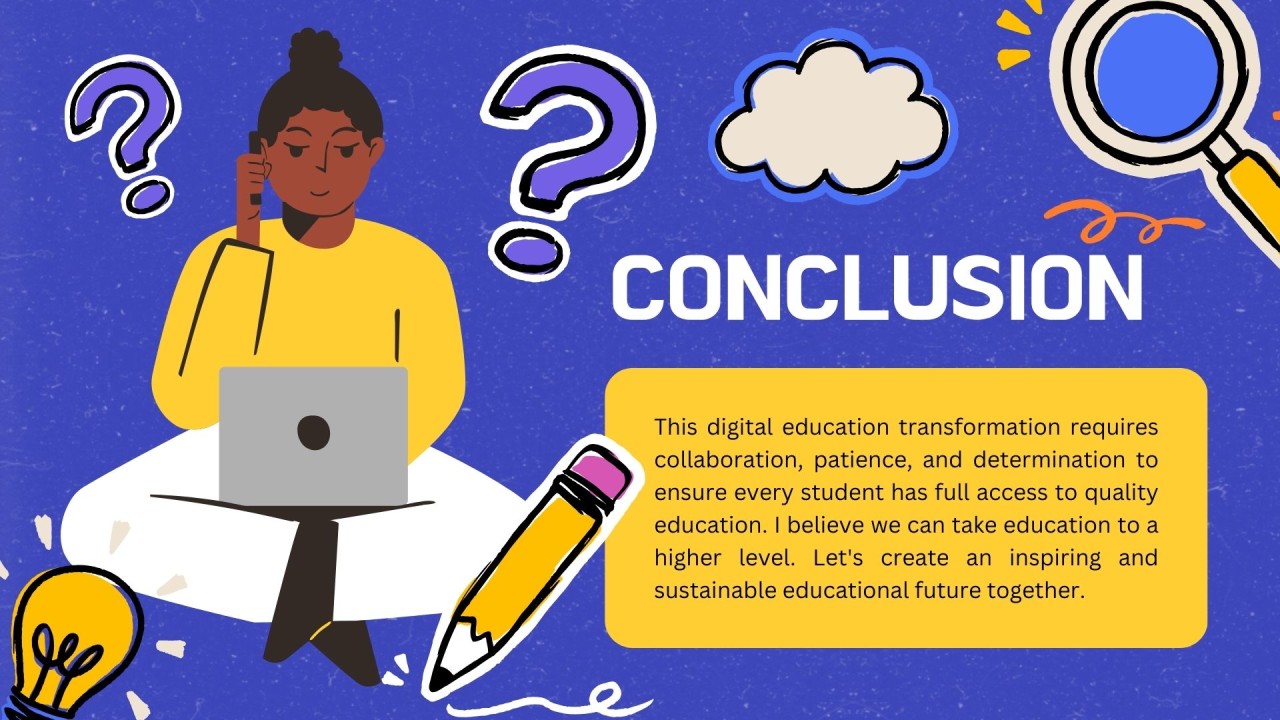 CONCLUSION
This digital education transformation requires
collaboration, patience, and determination to
ensure every student has full access to quality
education. I believe we can take education to a
higher level. Let's create an inspiring and
sustainable educational future together.